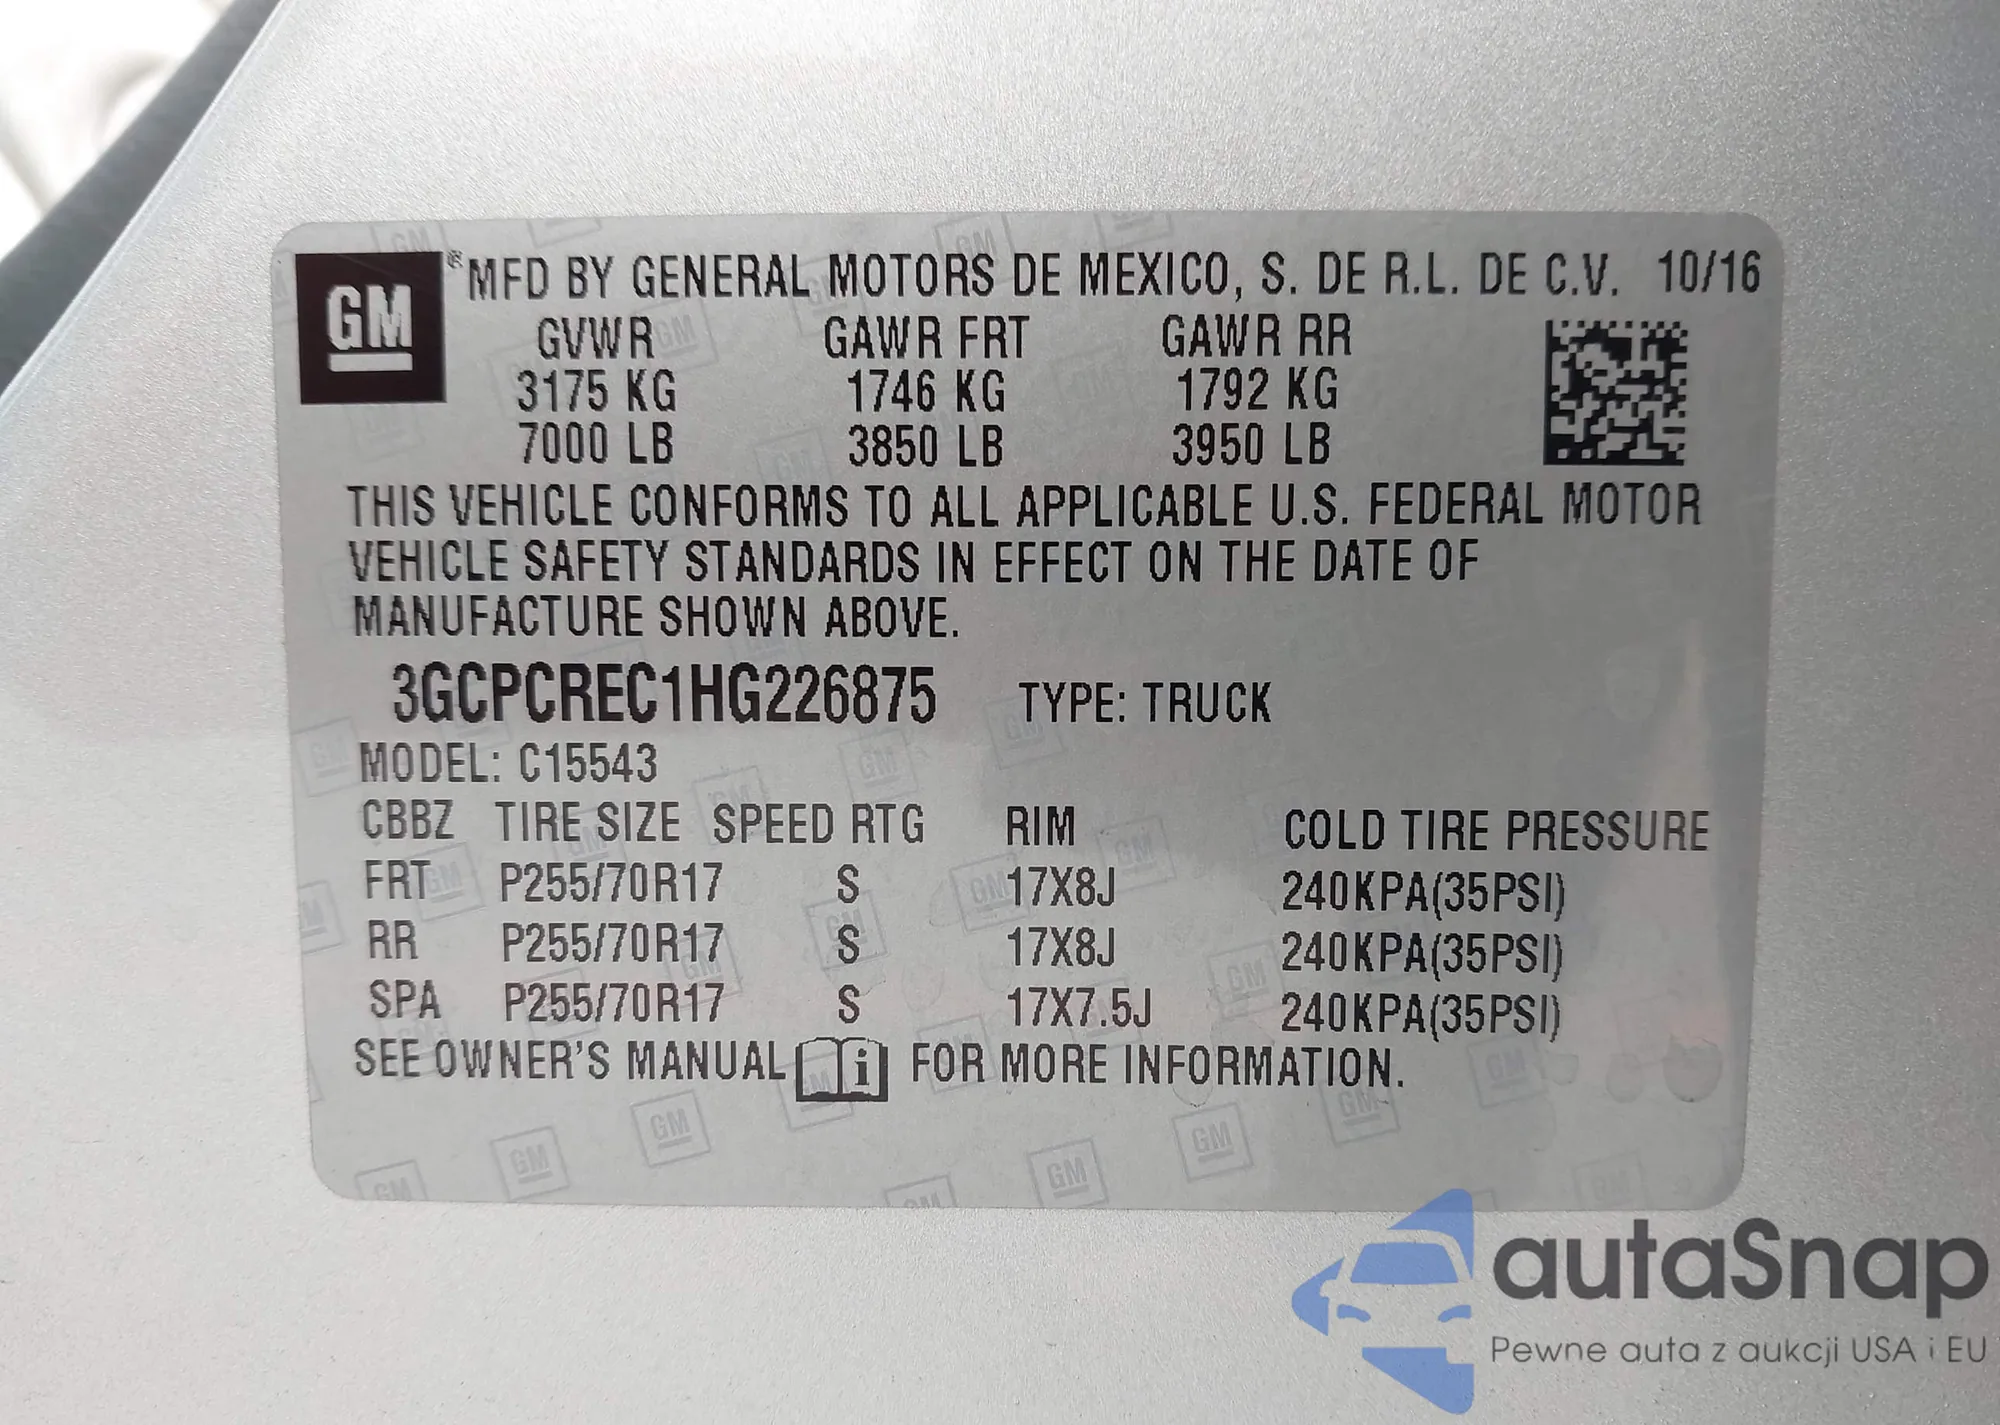 GM ® MFD BY GENERAL MOTORS DE MEXICO, S. DE R.L. DE C.V. 10/16
GVWR GAWR FRT GAWR RR
3175 KG 1746 KG 1792 KG
7000 LB 3850 LB 3950 LB
THIS VEHICLE CONFORMS TO ALL APPLICABLE U.S. FEDERAL MOTOR
VEHICLE SAFETY STANDARDS IN EFFECT ON THE DATE OF
MANUFACTURE SHOWN ABOVE.
3GCPCREC1HG226875 TYPE: TRUCK
MODEL: C15543
CBBZ TIRE SIZE SPEED RTG RIM COLD TIRE PRESSURE
FRT P255/70R17 S 17X8J 240KPA(35PSI)
RR P255/70R17 S 17X8J 240KPA(35PSI)
SPA P255/70R17 S 17X7.5J 240KPA(35PSI)
SEE OWNER'S MANUAL i FOR MORE INFORMATION.
autaSnap
Pewne auta z aukcji USA i EU